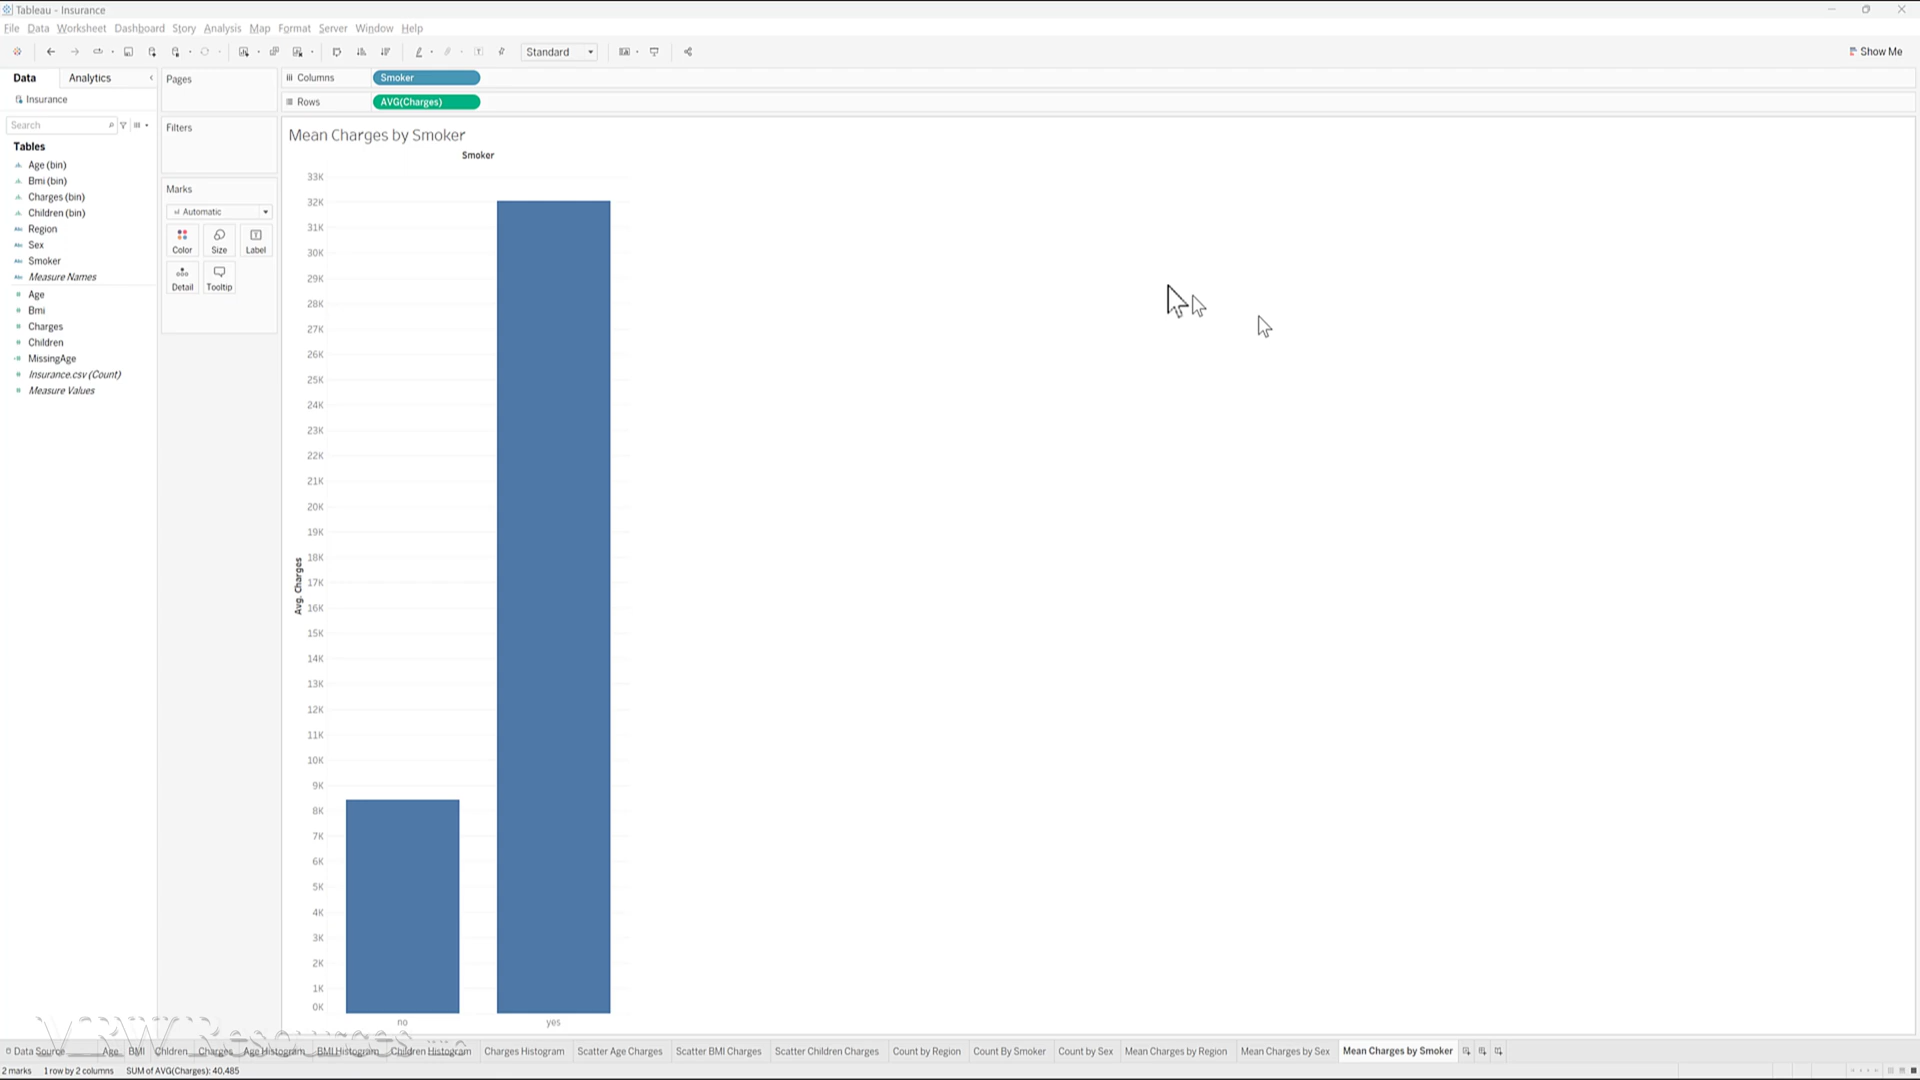 Tableau - Insurance
File Data Worksheet Dashboard Story Analysis Map Format Server Window Help
Standard
Show Me
Data Analytics
Insurance
Search
Tables
Age (bin)
Bmi (bin)
Charges (bin)
Children (bin)
Region
Sex
Smoker
Measure Names
Age
Bmi
Charges
Children
MissingAge
Insurance.csv (Count)
Measure Values
Pages
Filters
Marks
Automatic
Color Size Label
Detail Tooltip
Columns Smoker
Rows AVG(Charges)
Mean Charges by Smoker
Smoker
33K
32K
31K
30K
29K
28K
27K
26K
25K
24K
23K
22K
21K
20K
19K
18K
17K
16K
15K
14K
13K
12K
11K
10K
9K
8K
7K
6K
5K
4K
3K
2K
1K
0K
Avg. Charges
no yes
Data Source Age BMI Children Charges Age Histogram BMI Histogram Children Histogram Charges Histogram Scatter Age Charges Scatter BMI Charges Scatter Children Charges Count by Region Count By Smoker Count by Sex Mean Charges by Region Mean Charges by Sex Mean Charges by Smoker
2 marks 1 row by 2 columns SUM of AVG(Charges): 40,485